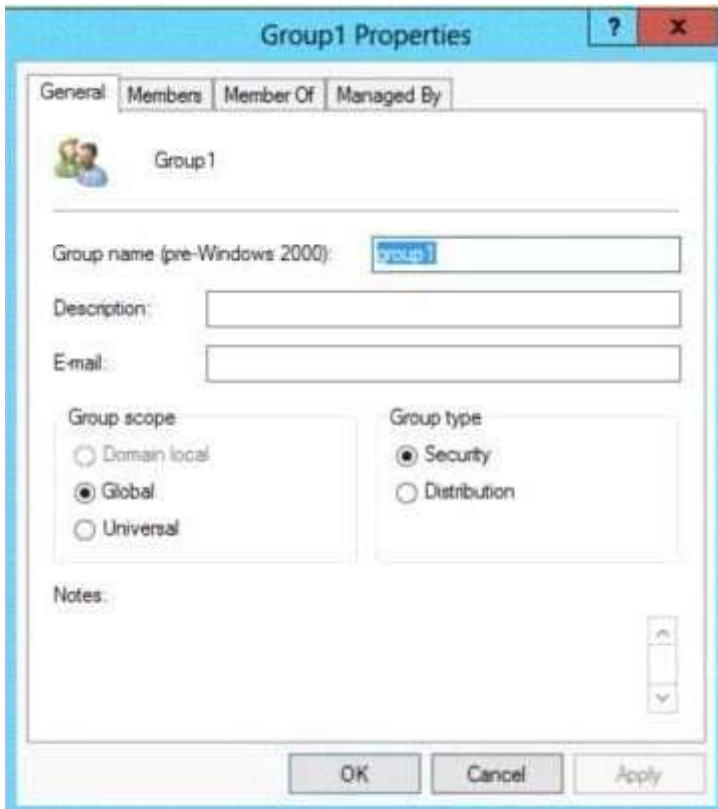 Group1 Properties
? x
General Members Member Of Managed By
Group1
Group name (pre-Windows 2000): group1
Description:
E-mail:
Group scope Group type
Domain local Security
Global Distribution
Universal
Notes:
OK Cancel Apply